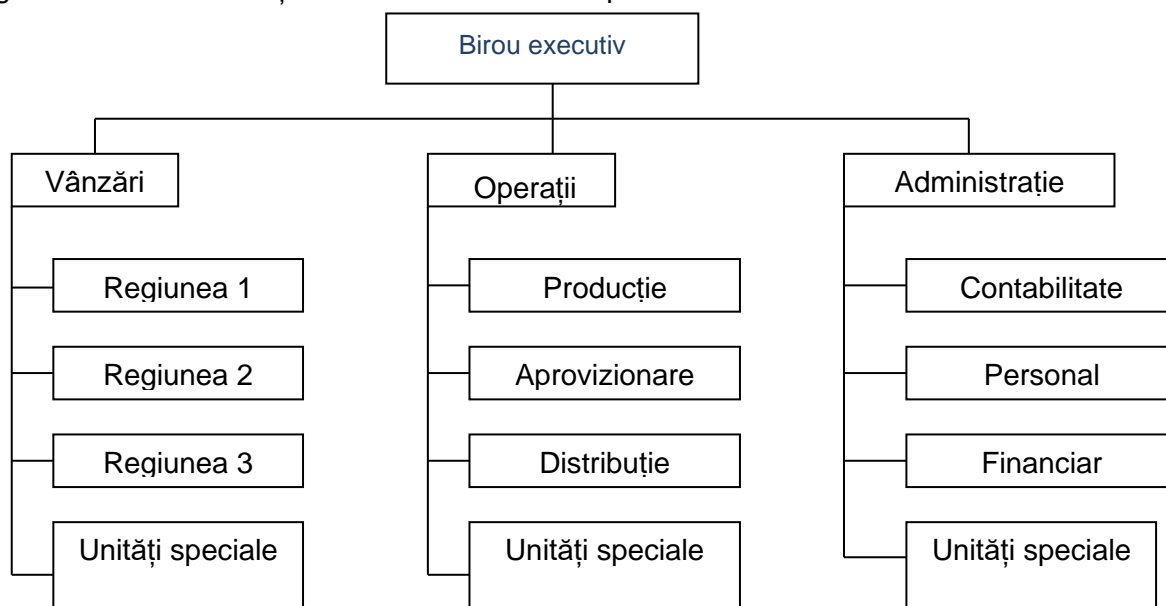 Birou executiv
Vânzări
Operații
Administrație
Regiunea 1
Producție
Contabilitate
Regiunea 2
Aprovizionare
Personal
Regiunea 3
Distribuție
Financiar
Unități speciale
Unități speciale
Unități speciale